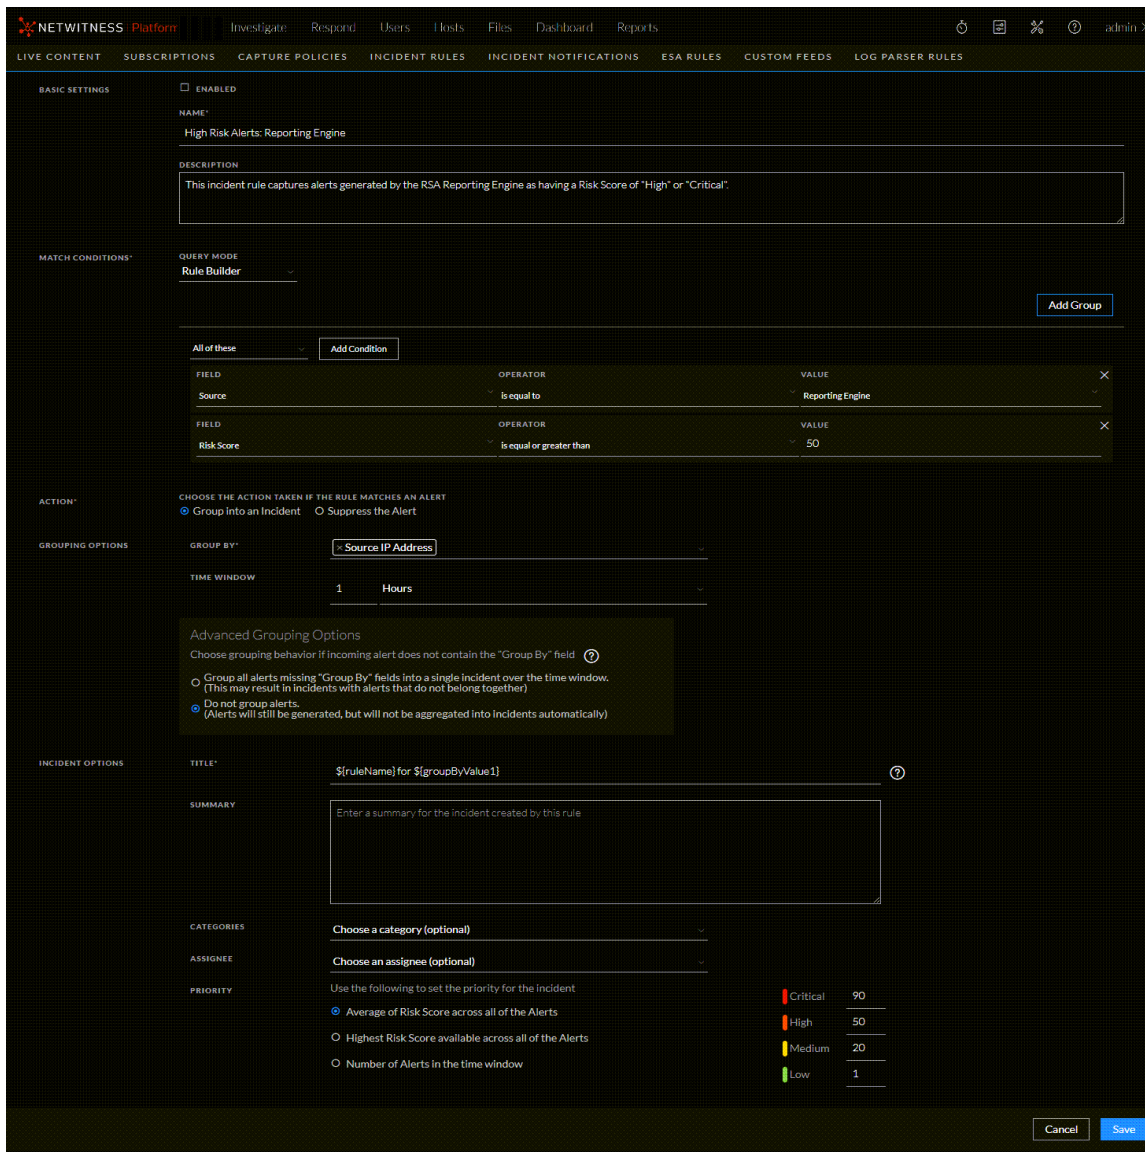 NETWITNESS Platform Investigate Respond Users Hosts Files Dashboard Reports admin
LIVE CONTENT SUBSCRIPTIONS CAPTURE POLICIES INCIDENT RULES INCIDENT NOTIFICATIONS ESA RULES CUSTOM FEEDS LOG PARSER RULES
BASIC SETTINGS ENABLED
NAME*
High Risk Alerts: Reporting Engine
DESCRIPTION
This incident rule captures alerts generated by the RSA Reporting Engine as having a Risk Score of "High" or "Critical".
MATCH CONDITIONS* QUERY MODE
Rule Builder
Add Group
All of these Add Condition
FIELD OPERATOR VALUE
Source is equal to Reporting Engine
FIELD OPERATOR VALUE
Risk Score is equal or greater than 50
ACTION* CHOOSE THE ACTION TAKEN IF THE RULE MATCHES AN ALERT
Group into an Incident Suppress the Alert
GROUPING OPTIONS GROUP BY* × Source IP Address
TIME WINDOW 1 Hours
Advanced Grouping Options
Choose grouping behavior if incoming alert does not contain the "Group By" field ?
Group all alerts missing "Group By" fields into a single incident over the time window.
(This may result in incidents with alerts that do not belong together)
Do not group alerts.
(Alerts will still be generated, but will not be aggregated into incidents automatically)
INCIDENT OPTIONS TITLE* ${ruleName} for ${groupByValue1} ?
SUMMARY Enter a summary for the incident created by this rule
CATEGORIES Choose a category (optional)
ASSIGNEE Choose an assignee (optional)
PRIORITY Use the following to set the priority for the incident
Average of Risk Score across all of the Alerts
Highest Risk Score available across all of the Alerts
Number of Alerts in the time window
Critical 90
High 50
Medium 20
Low 1
Cancel Save